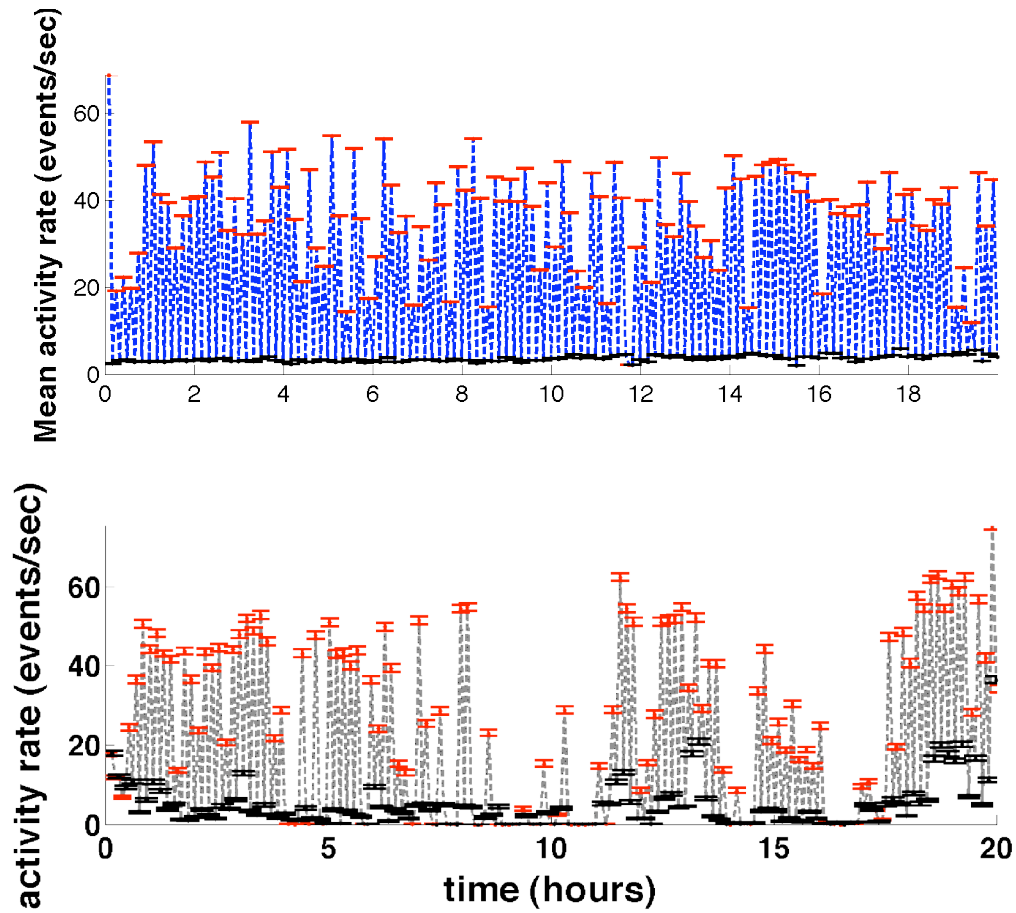 Mean activity rate (events/sec)
60
40
20
0
0 2 4 6 8 10 12 14 16 18
activity rate (events/sec)
60
40
20
0
0 5 10 15 20
time (hours)